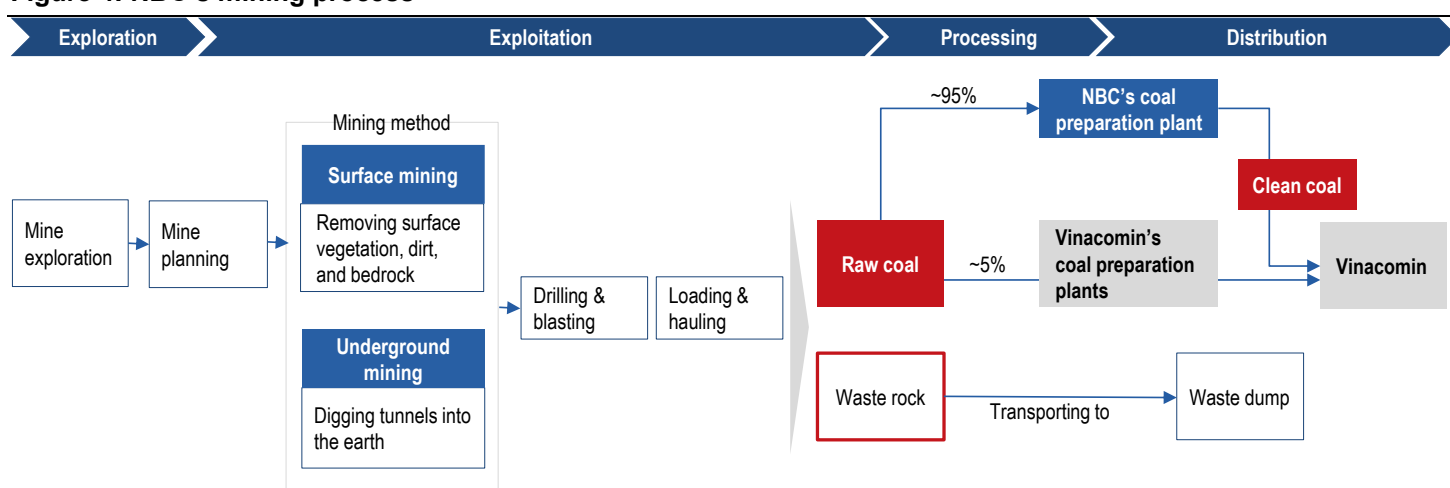 Exploration
Exploitation
Processing
Distribution
Mine
exploration
Mine
planning
Mining method
Surface mining
Removing surface
vegetation, dirt,
and bedrock
Underground
mining
Digging tunnels into
the earth
Drilling &
blasting
Loading &
hauling
Raw coal
~95%
NBC's coal
preparation plant
Clean coal
~5%
Vinacomin's
coal preparation
plants
Vinacomin
Waste rock
Transporting to
Waste dump